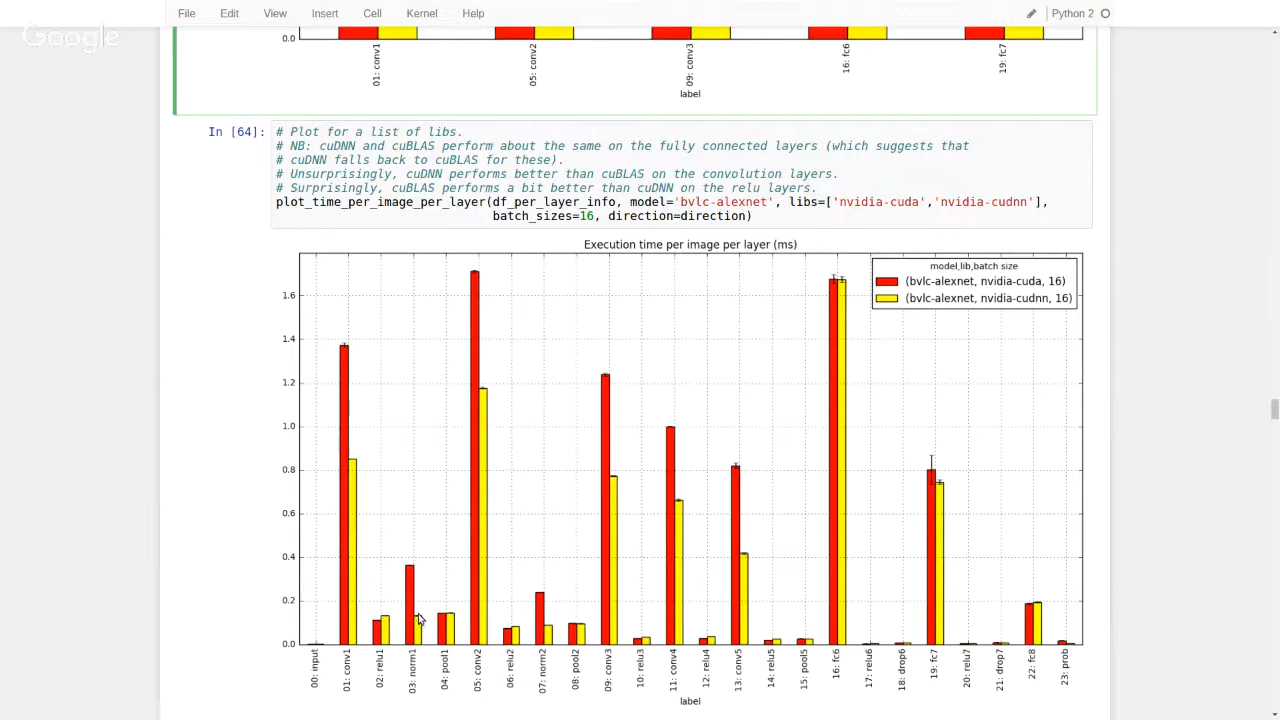 File Edit View Insert Cell Kernel Help Python 2
Google
0.0
01: conv1
05: conv2
09: conv3
16: fc6
19: fc7
label
In [64]:
# Plot for a list of libs.
# NB: cuDNN and cuBLAS perform about the same on the fully connected layers (which suggests that
# cuDNN falls back to cuBLAS for these).
# Unsurprisingly, cuDNN performs better than cuBLAS on the convolution layers.
# Surprisingly, cuBLAS performs a bit better than cuDNN on the relu layers.
plot_time_per_image_per_layer(df_per_layer_info, model='bvlc-alexnet', libs=['nvidia-cuda','nvidia-cudnn'],
batch_sizes=16, direction=direction)
Execution time per image per layer (ms)
model,lib,batch size
(bvlc-alexnet, nvidia-cuda, 16)
(bvlc-alexnet, nvidia-cudnn, 16)
1.6
1.4
1.2
1.0
0.8
0.6
0.4
0.2
0.0
00: input
01: conv1
02: relu1
03: norm1
04: pool1
05: conv2
06: relu2
07: norm2
08: pool2
09: conv3
10: relu3
11: conv4
12: relu4
13: conv5
14: relu5
15: pool5
16: fc6
17: relu6
18: drop6
19: fc7
20: relu7
21: drop7
22: fc8
23: prob
label